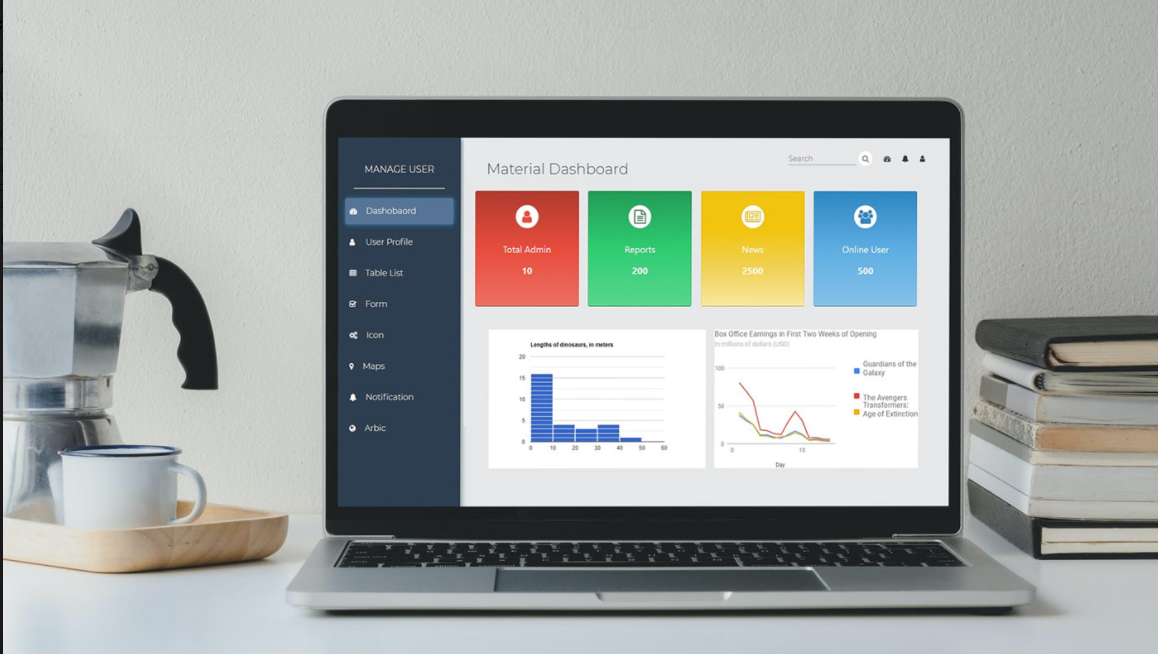 MANAGE USER
Dashobaord
User Profile
Table List
Form
Icon
Maps
Notification
Arbic
Material Dashboard
Search
Total Admin
10
Reports
200
News
2500
Online User
500
Lengths of dinosaurs, in meters
20
15
10
5
0
0 10 20 30 40 50 60
Box Office Earnings in First Two Weeks of Opening
in millions of dollars (USD)
100
50
0
0 10
Day
Guardians of the
Galaxy
The Avengers
Transformers:
Age of Extinction